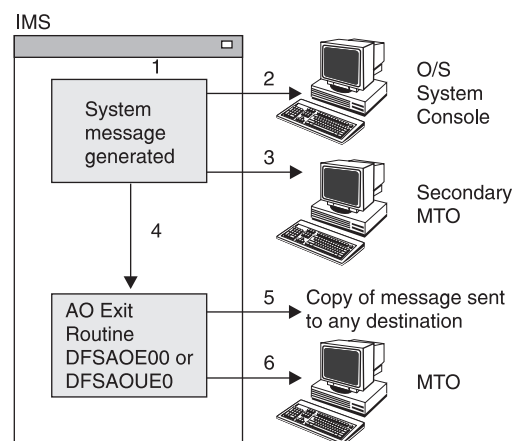 IMS
1
System
message
generated
2
O/S
System
Console
3
Secondary
MTO
4
AO Exit
Routine
DFSAOE00 or
DFSAOUE0
5
Copy of message sent
to any destination
6
MTO